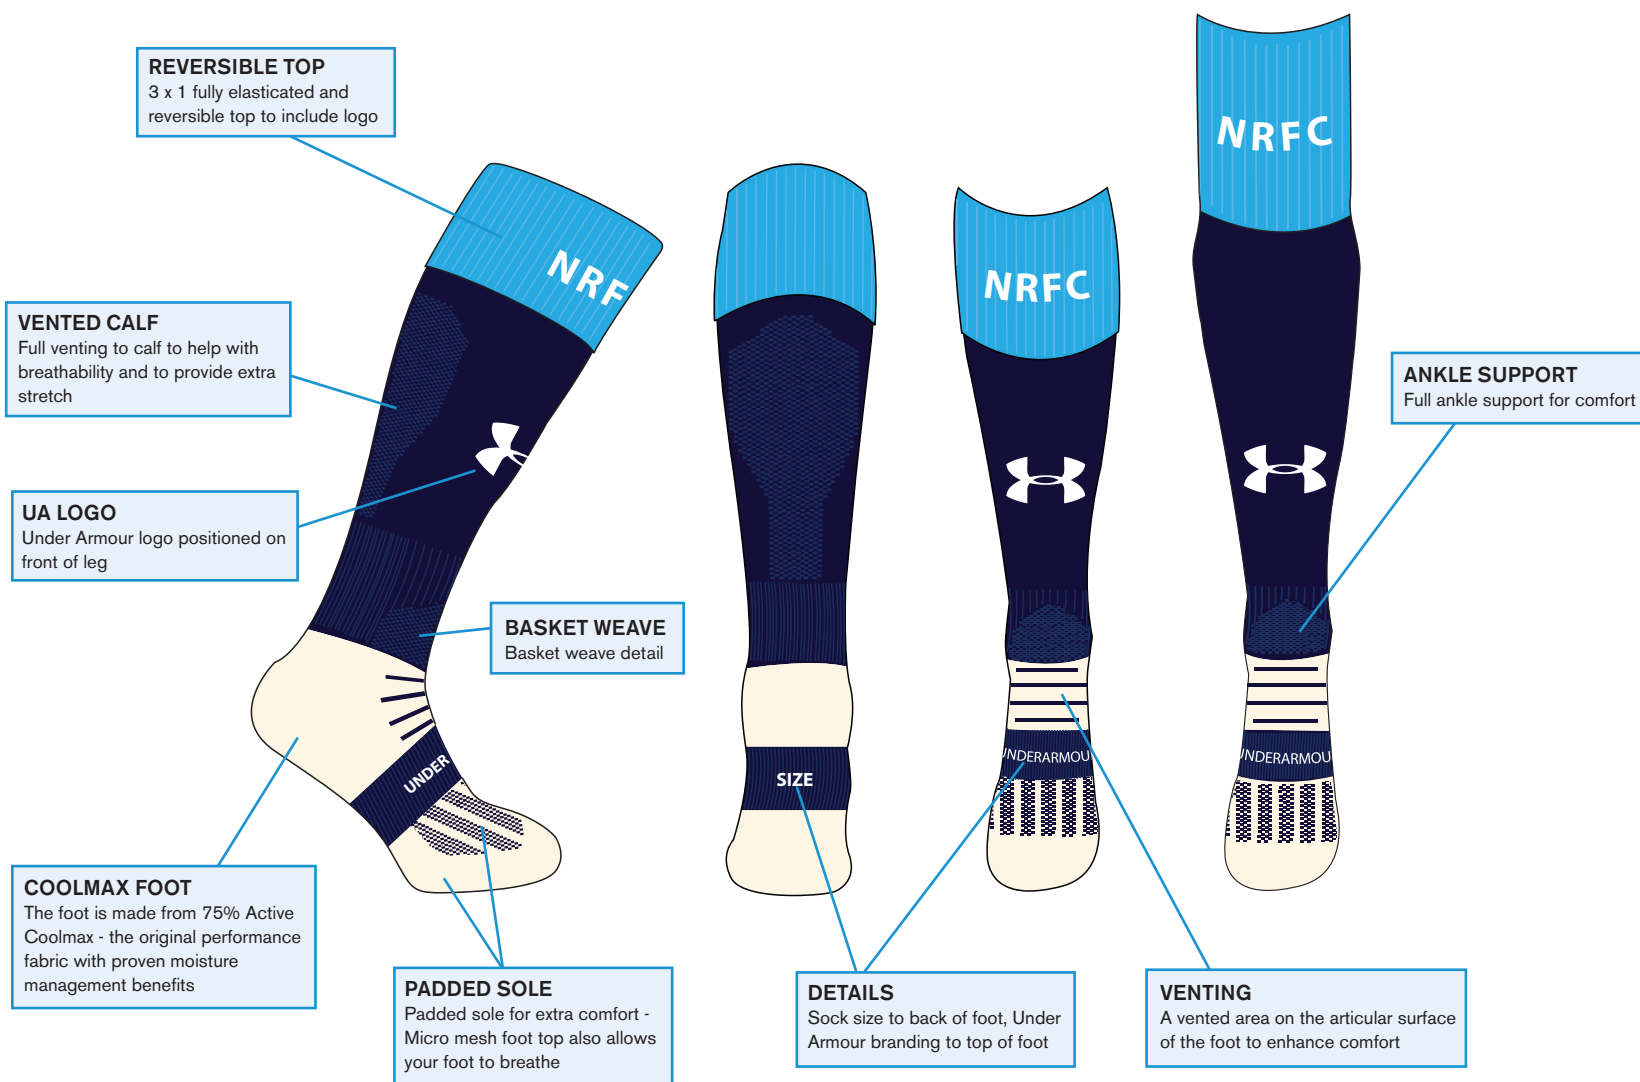 REVERSIBLE TOP
3 x 1 fully elasticated and
reversible top to include logo
NRFC
NRF
NRFC
VENTED CALF
Full venting to calf to help with
breathability and to provide extra
stretch
ANKLE SUPPORT
Full ankle support for comfort
UA LOGO
Under Armour logo positioned on
front of leg
BASKET WEAVE
Basket weave detail
UNDER
SIZE
UNDERARMOU
UNDERARMOU
COOLMAX FOOT
The foot is made from 75% Active
Coolmax - the original performance
fabric with proven moisture
management benefits
PADDED SOLE
Padded sole for extra comfort -
Micro mesh foot top also allows
your foot to breathe
DETAILS
Sock size to back of foot, Under
Armour branding to top of foot
VENTING
A vented area on the articular surface
of the foot to enhance comfort